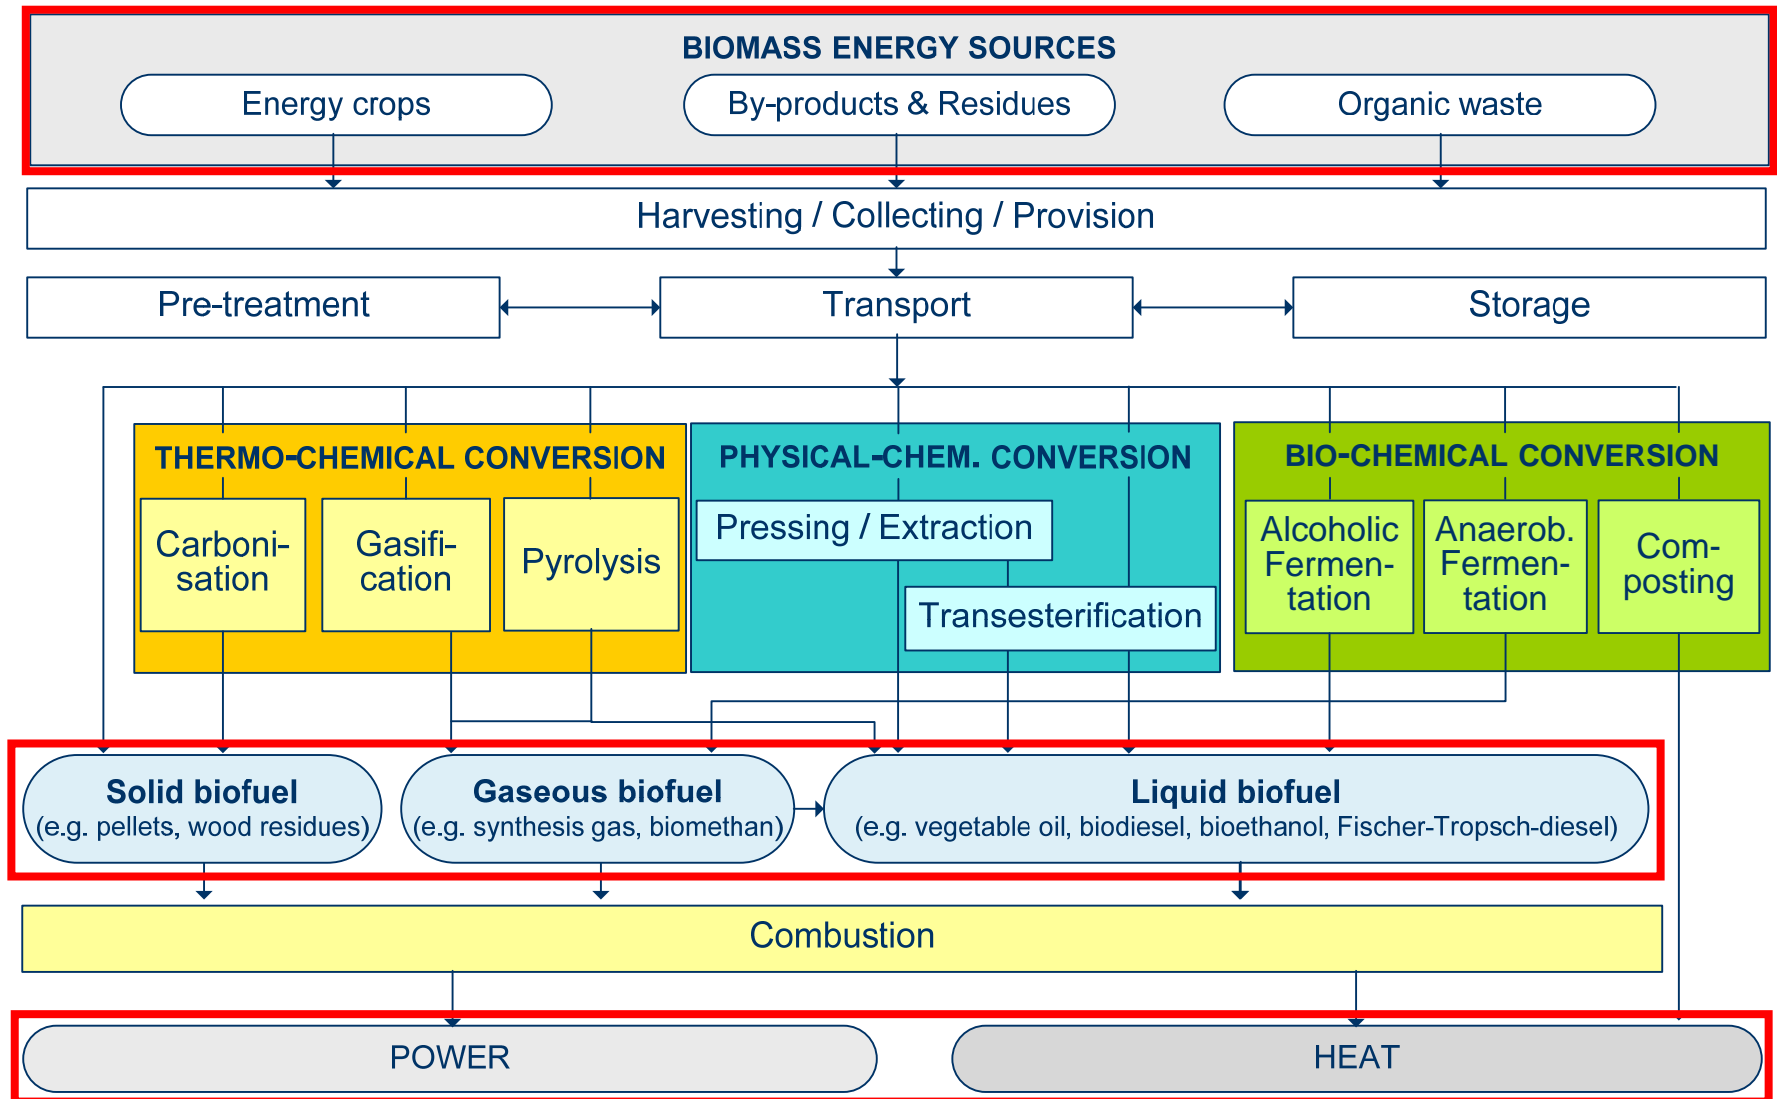 BIOMASS ENERGY SOURCES
Energy crops
By-products & Residues
Organic waste
Harvesting / Collecting / Provision
Pre-treatment
Transport
Storage
THERMO-CHEMICAL CONVERSION
Carboni-
sation
Gasifi-
cation
Pyrolysis
PHYSICAL-CHEM. CONVERSION
Pressing / Extraction
Transesterification
BIO-CHEMICAL CONVERSION
Alcoholic
Fermen-
tation
Anaerob.
Fermen-
tation
Com-
posting
Solid biofuel
(e.g. pellets, wood residues)
Gaseous biofuel
(e.g. synthesis gas, biomethan)
Liquid biofuel
(e.g. vegetable oil, biodiesel, bioethanol, Fischer-Tropsch-diesel)
Combustion
POWER
HEAT